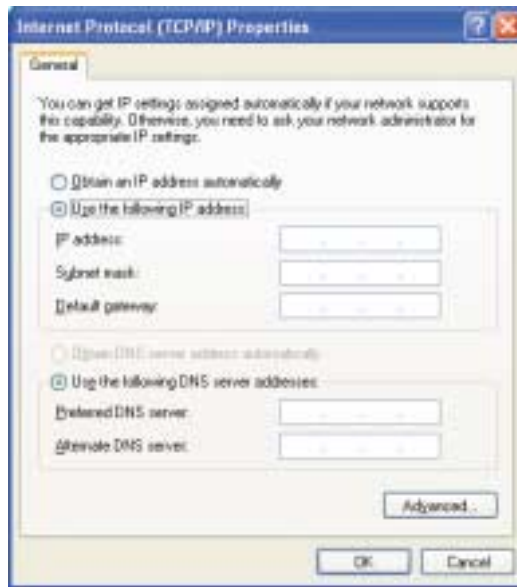 Internet Protocol (TCP/IP) Properties
General
You can get IP settings assigned automatically if your network supports
this capability. Otherwise, you need to ask your network administrator for
the appropriate IP settings.
Obtain an IP address automatically
Use the following IP address:
IP address:
Subnet mask:
Default gateway:
Obtain DNS server address automatically
Use the following DNS server addresses:
Preferred DNS server:
Alternate DNS server:
Advanced...
OK
Cancel